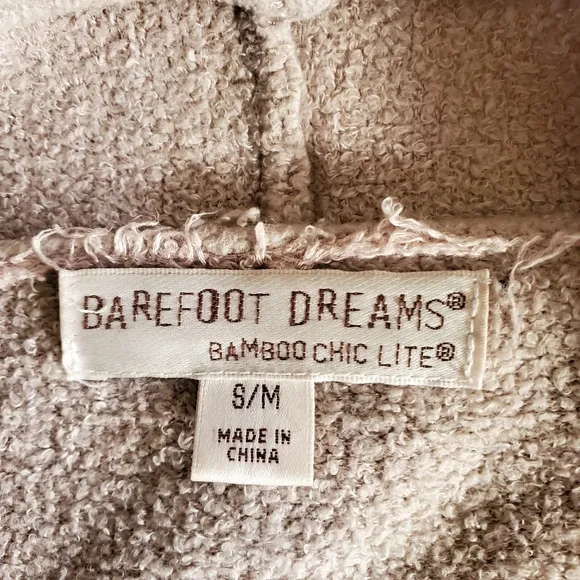 BAREFOOT DREAMS®
BAMBOO CHIC LITE®
S/M
MADE IN
CHINA